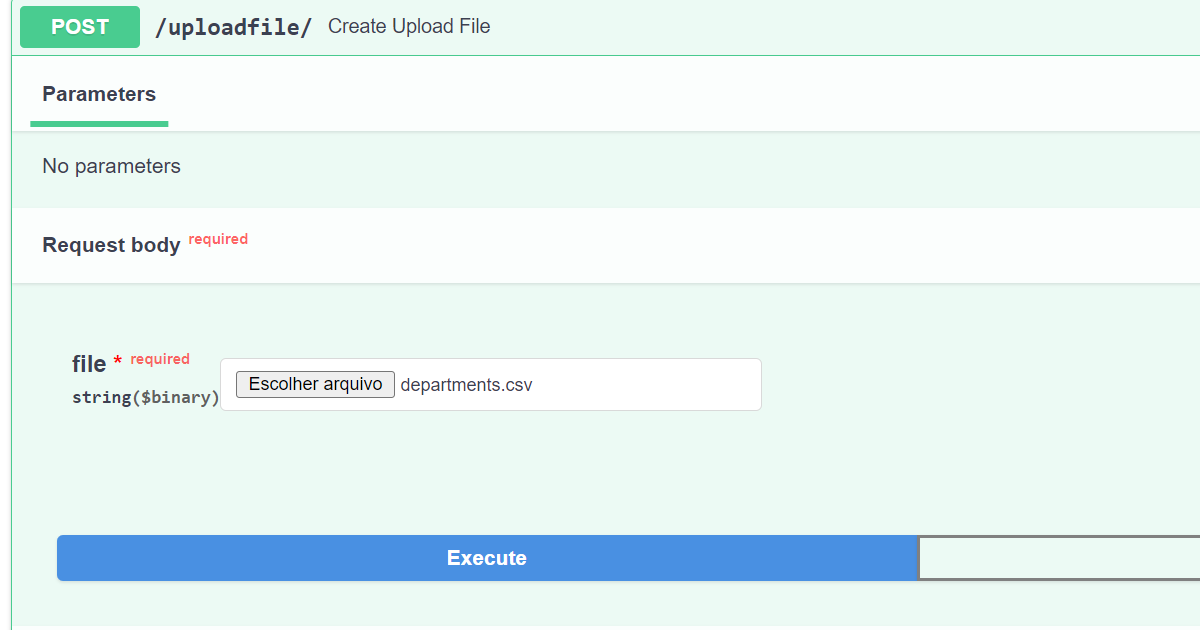 POST /uploadfile/ Create Upload File
Parameters
No parameters
Request body required
file * required
string($binary)
Escolher arquivo departments.csv
Execute